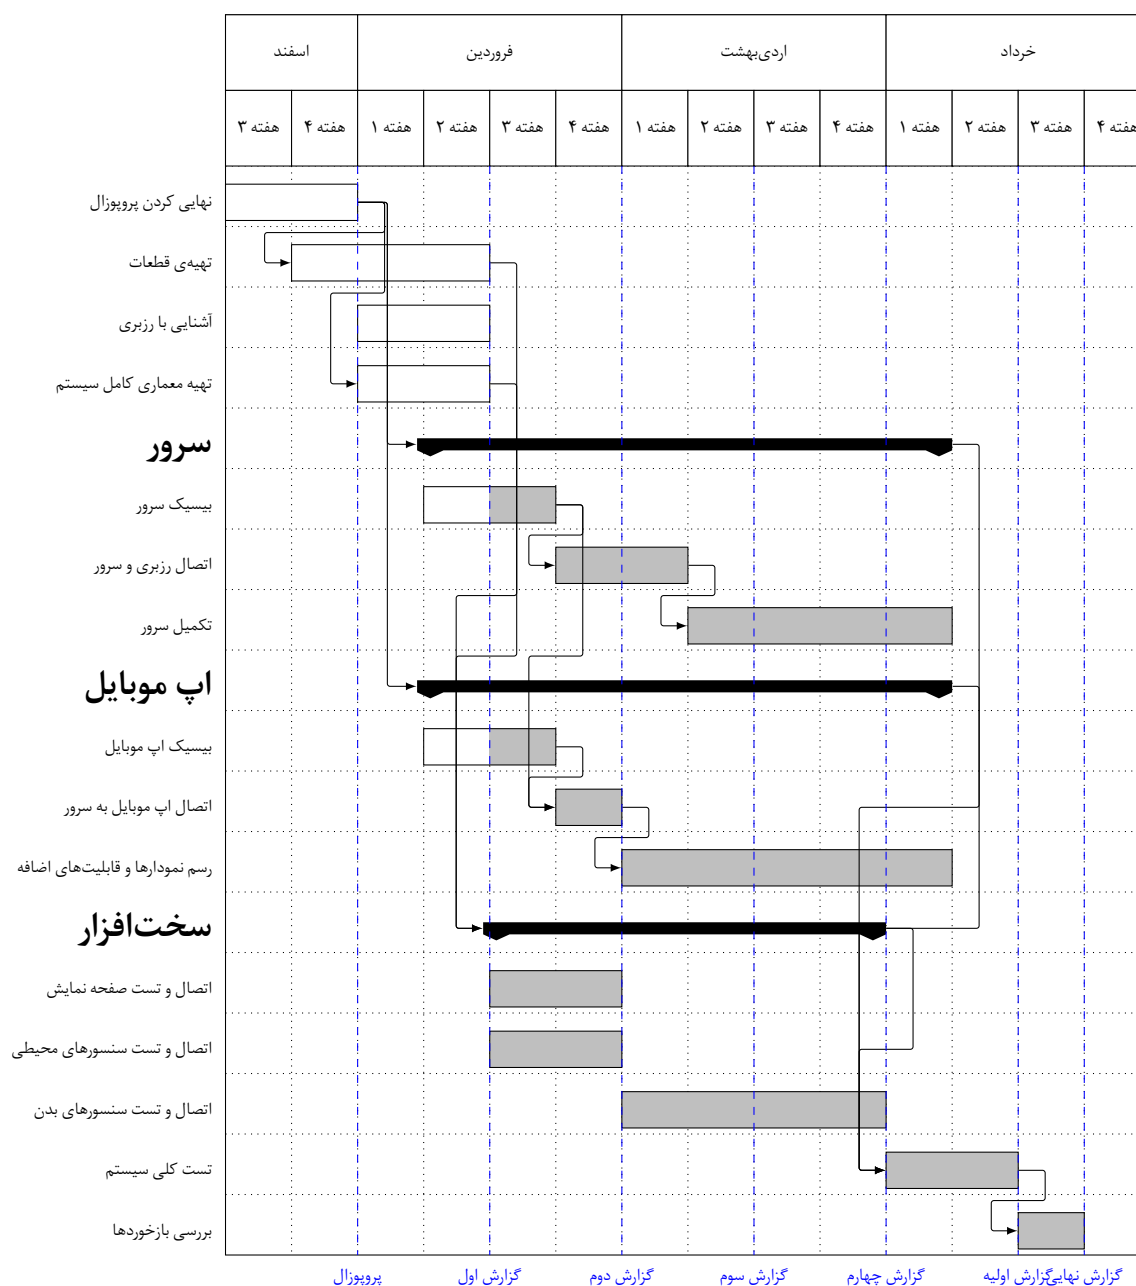 اسفند فروردین اردی‌بهشت خرداد
هفته ۳ هفته ۴ هفته ۱ هفته ۲ هفته ۳ هفته ۴ هفته ۱ هفته ۲ هفته ۳ هفته ۴ هفته ۱ هفته ۲ هفته ۳ هفته ۴
نهایی کردن پروپوزال
تهیه‌ی قطعات
آشنایی با رزبری
تهیه معماری کامل سیستم
سرور
بیسیک سرور
اتصال رزبری و سرور
تکمیل سرور
اپ موبایل
بیسیک اپ موبایل
اتصال اپ موبایل به سرور
رسم نمودارها و قابلیت‌های اضافه
سخت‌افزار
اتصال و تست صفحه نمایش
اتصال و تست سنسورهای محیطی
اتصال و تست سنسورهای بدن
تست کلی سیستم
بررسی بازخوردها
پروپوزال گزارش اول گزارش دوم گزارش سوم گزارش چهارم گزارش اولیه گزارش نهایی